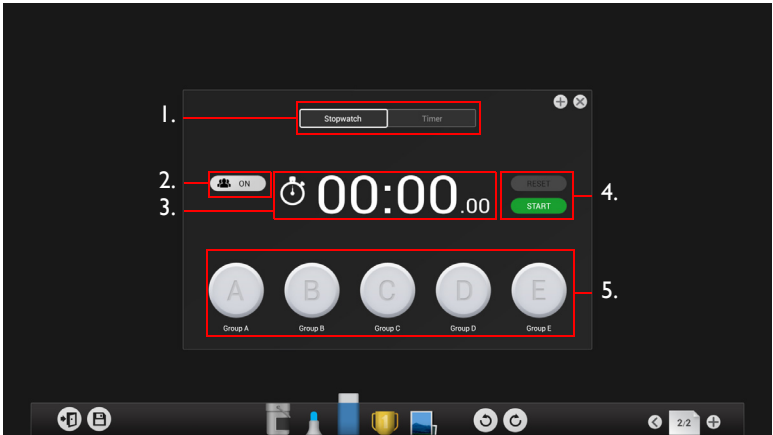 1.
Stopwatch Timer
2.
ON
3.
00:00.00
RESET
START
4.
A B C D E
5.
Group A Group B Group C Group D Group E
2/2